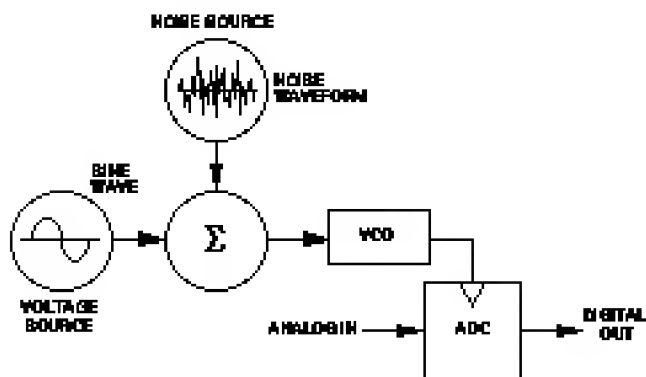 NOISE SOURCE
NOISE
WAVEFORM
SINE
WAVE
Σ
VCO
VOLTAGE
SOURCE
ANALOG IN
ADC
DIGITAL
OUT